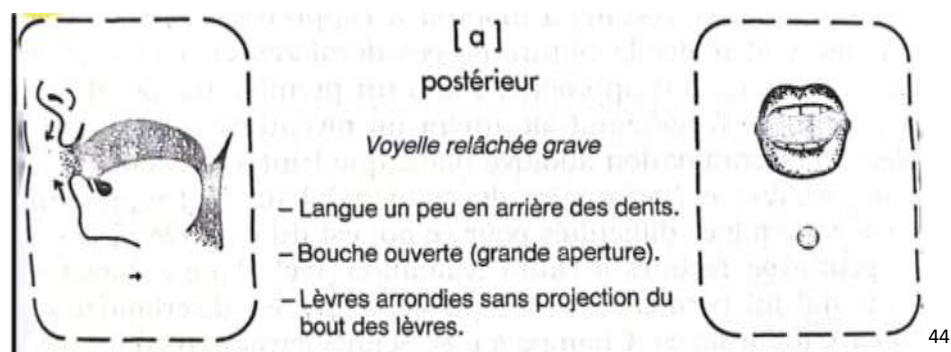 [ɑ]
postérieur
Voyelle relâchée grave
– Langue un peu en arrière des dents.
– Bouche ouverte (grande aperture).
– Lèvres arrondies sans projection du
bout des lèvres.
44